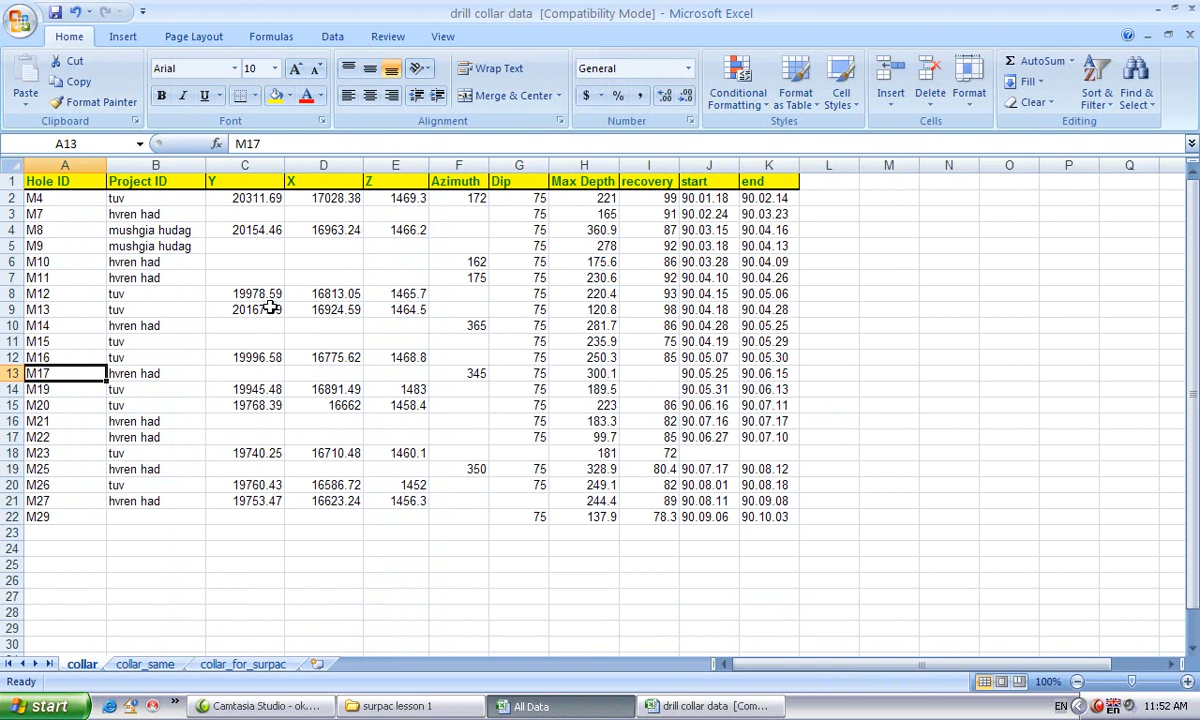 drill collar data [Compatibility Mode] - Microsoft Excel
Home Insert Page Layout Formulas Data Review View
Paste Cut Copy Format Painter Clipboard
Arial 10 A A B I U A Font
Wrap Text Merge & Center Alignment
General $ % , Number
Conditional Formatting Format as Table Cell Styles Styles
Insert Delete Format Cells
Σ AutoSum Fill Clear Sort & Filter Find & Select Editing
A13 fx M17
A B C D E F G H I J K L M N O P Q
1 Hole ID Project ID Y X Z Azimuth Dip Max Depth recovery start end
2 M4 tuv 20311.69 17028.38 1469.3 172 75 221 99 90.01.18 90.02.14
3 M7 hvren had 75 165 91 90.02.24 90.03.23
4 M8 mushgia hudag 20154.46 16963.24 1466.2 75 360.9 87 90.03.15 90.04.16
5 M9 mushgia hudag 75 278 92 90.03.18 90.04.13
6 M10 hvren had 162 75 175.6 86 90.03.28 90.04.09
7 M11 hvren had 175 75 230.6 92 90.04.10 90.04.26
8 M12 tuv 19978.59 16813.05 1465.7 75 220.4 93 90.04.15 90.05.06
9 M13 tuv 16924.59 1464.5 75 120.8 98 90.04.18 90.04.28
10 M14 hvren had 365 75 281.7 86 90.04.28 90.05.25
11 M15 tuv 75 235.9 75 90.04.19 90.05.29
12 M16 tuv 19996.58 16775.62 1468.8 75 250.3 85 90.05.07 90.05.30
13 M17 hvren had 345 75 300.1 90.05.25 90.06.15
14 M19 tuv 19945.48 16891.49 1483 75 189.5 90.05.31 90.06.13
15 M20 tuv 19768.39 16662 1458.4 75 223 86 90.06.16 90.07.11
16 M21 hvren had 75 183.3 82 90.07.16 90.07.17
17 M22 hvren had 75 99.7 85 90.06.27 90.07.10
18 M23 tuv 19740.25 16710.48 1460.1 181 72
19 M25 hvren had 350 75 328.9 80.4 90.07.17 90.08.12
20 M26 tuv 19760.43 16586.72 1452 75 249.1 82 90.08.01 90.08.18
21 M27 hvren had 19753.47 16623.24 1456.3 244.4 89 90.08.11 90.09.08
22 M29 75 137.9 78.3 90.09.06 90.10.03
23
24
25
26
27
28
29
30
collar collar_same collar_for_surpac
Ready 100%
start Camtasia Studio - ok.... surpac lesson 1 All Data drill collar data [Com... EN 11:52 AM